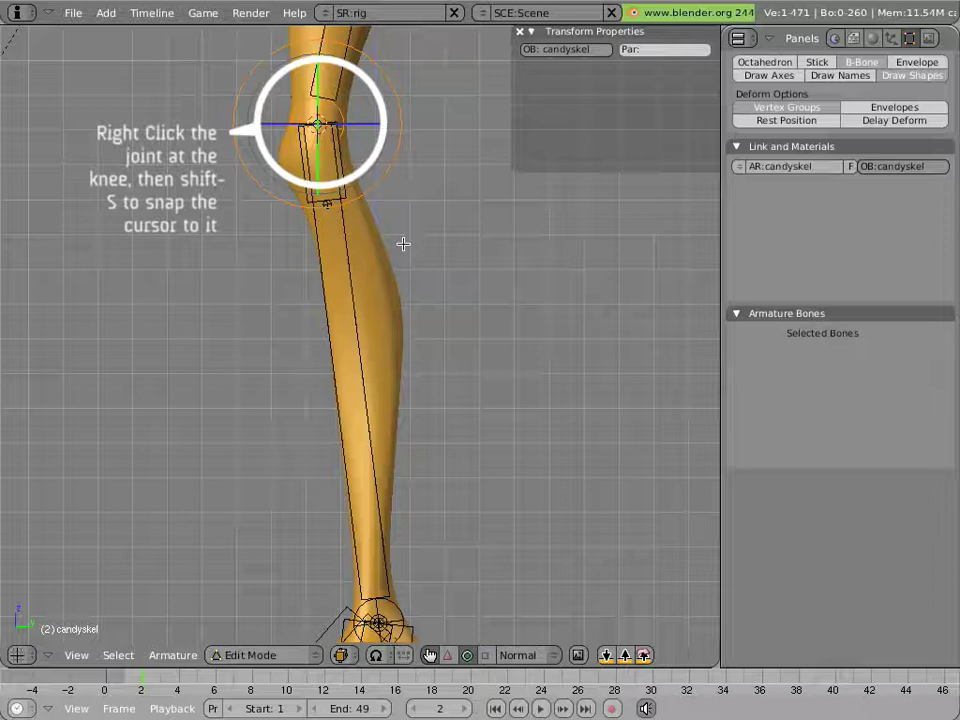 File Add Timeline Game Render Help SR:rig SCE:Scene www.blender.org 244 Ve:1-471 | Bo:0-260 | Mem:11.54M
Transform Properties
OB: candyskel Par:
Panels
Octahedron Stick B-Bone Envelope
Draw Axes Draw Names Draw Shapes
Deform Options
Vertex Groups Envelopes
Rest Position Delay Deform
Link and Materials
AR:candyskel F OB:candyskel
Armature Bones
Selected Bones
Right Click the
joint at the
knee, then shift-
S to snap the
cursor to it
z
y
(2) candyskel
View Select Armature Edit Mode Normal
-4 -2 0 2 4 6 8 10 12 14 16 18 20 22 24 26 28 30 32 34 36 38 40 42 44 46
View Frame Playback Pr Start: 1 End: 49 2